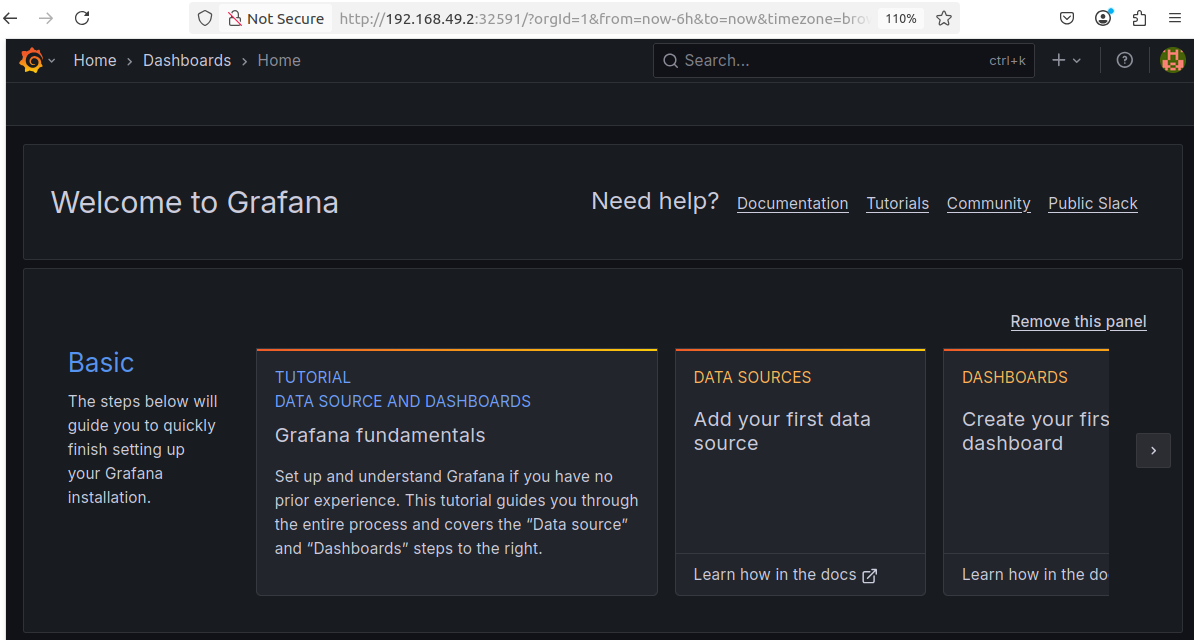 Not Secure http://192.168.49.2:32591/?orgId=1&from=now-6h&to=now&timezone=brow 110%
Home › Dashboards › Home Search... ctrl+k
Welcome to Grafana
Need help? Documentation Tutorials Community Public Slack
Remove this panel
Basic
The steps below will
guide you to quickly
finish setting up
your Grafana
installation.
TUTORIAL
DATA SOURCE AND DASHBOARDS
Grafana fundamentals
Set up and understand Grafana if you have no
prior experience. This tutorial guides you through
the entire process and covers the “Data source”
and “Dashboards” steps to the right.
DATA SOURCES
Add your first data
source
Learn how in the docs
DASHBOARDS
Create your firs
dashboard
Learn how in the do